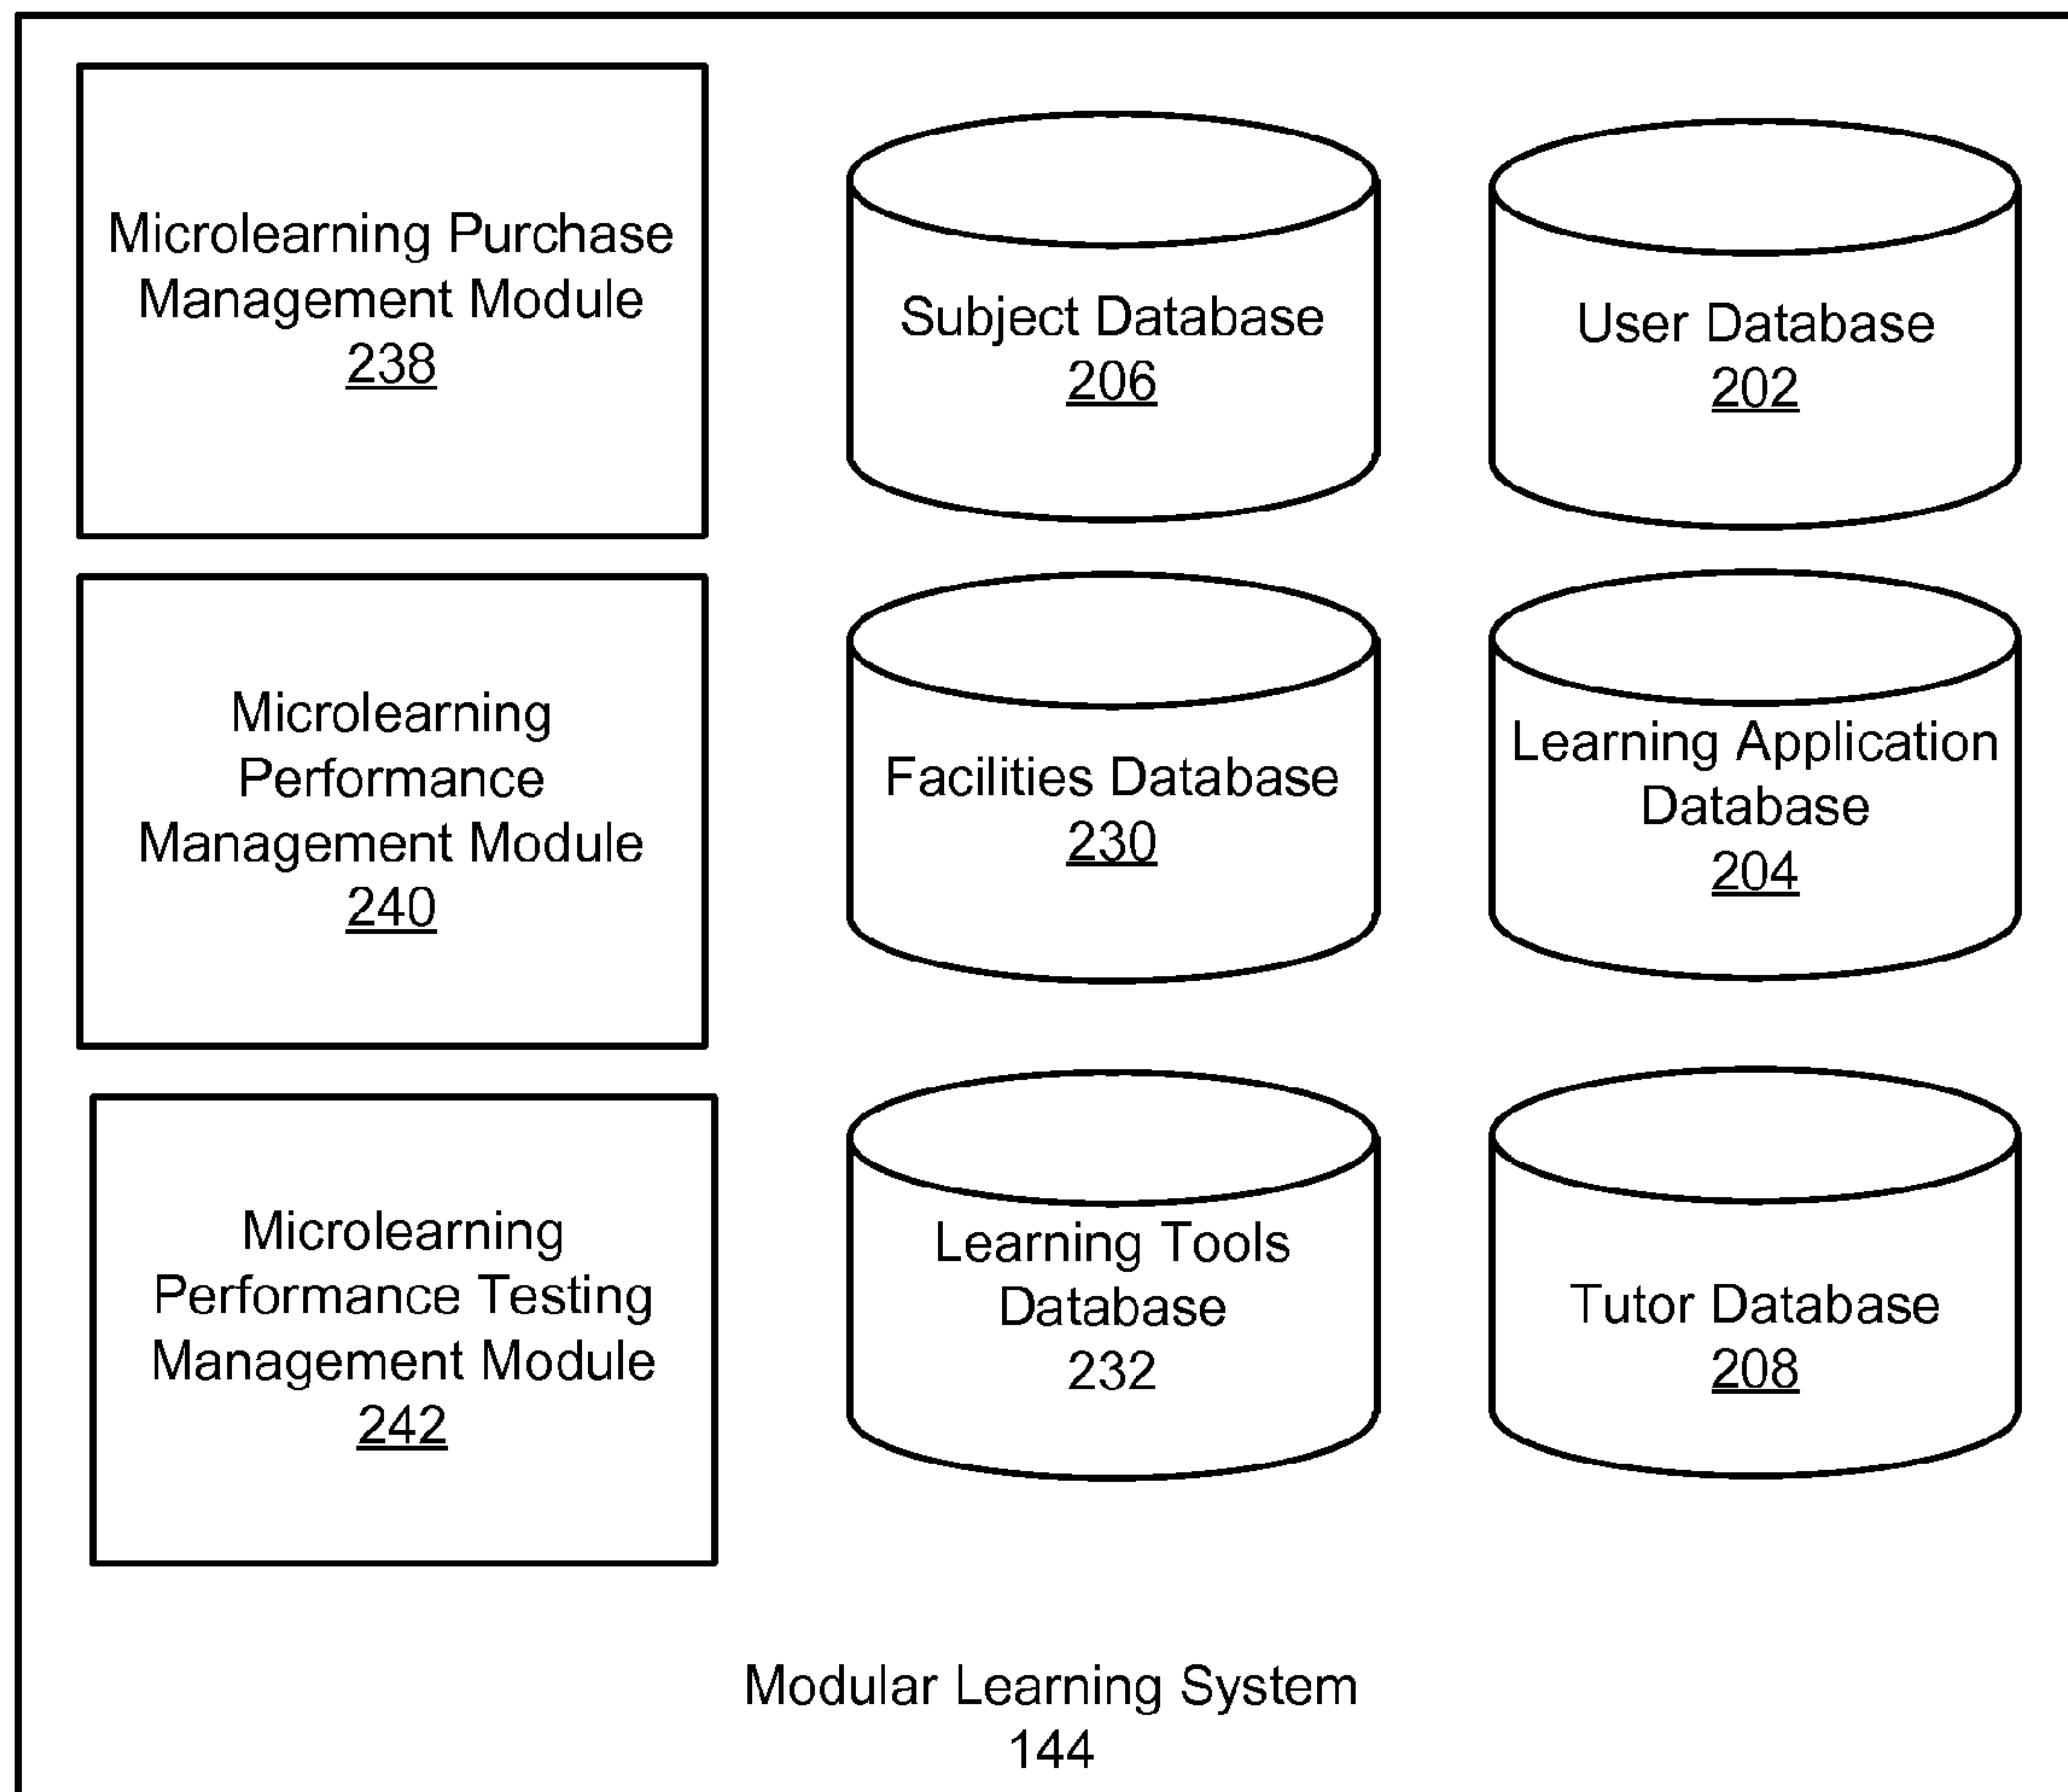 Microlearning Purchase
Management Module
238
Subject Database
206
User Database
202
Microlearning
Performance
Management Module
240
Facilities Database
230
Learning Application
Database
204
Microlearning
Performance Testing
Management Module
242
Learning Tools
Database
232
Tutor Database
208
Modular Learning System
144